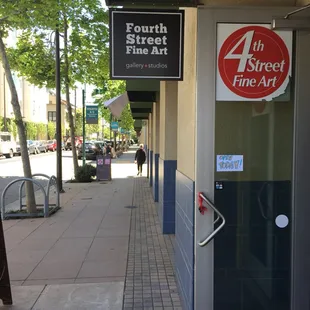 Fourth
Street
Fine Art
gallery • studios
4th
Street
Fine Art